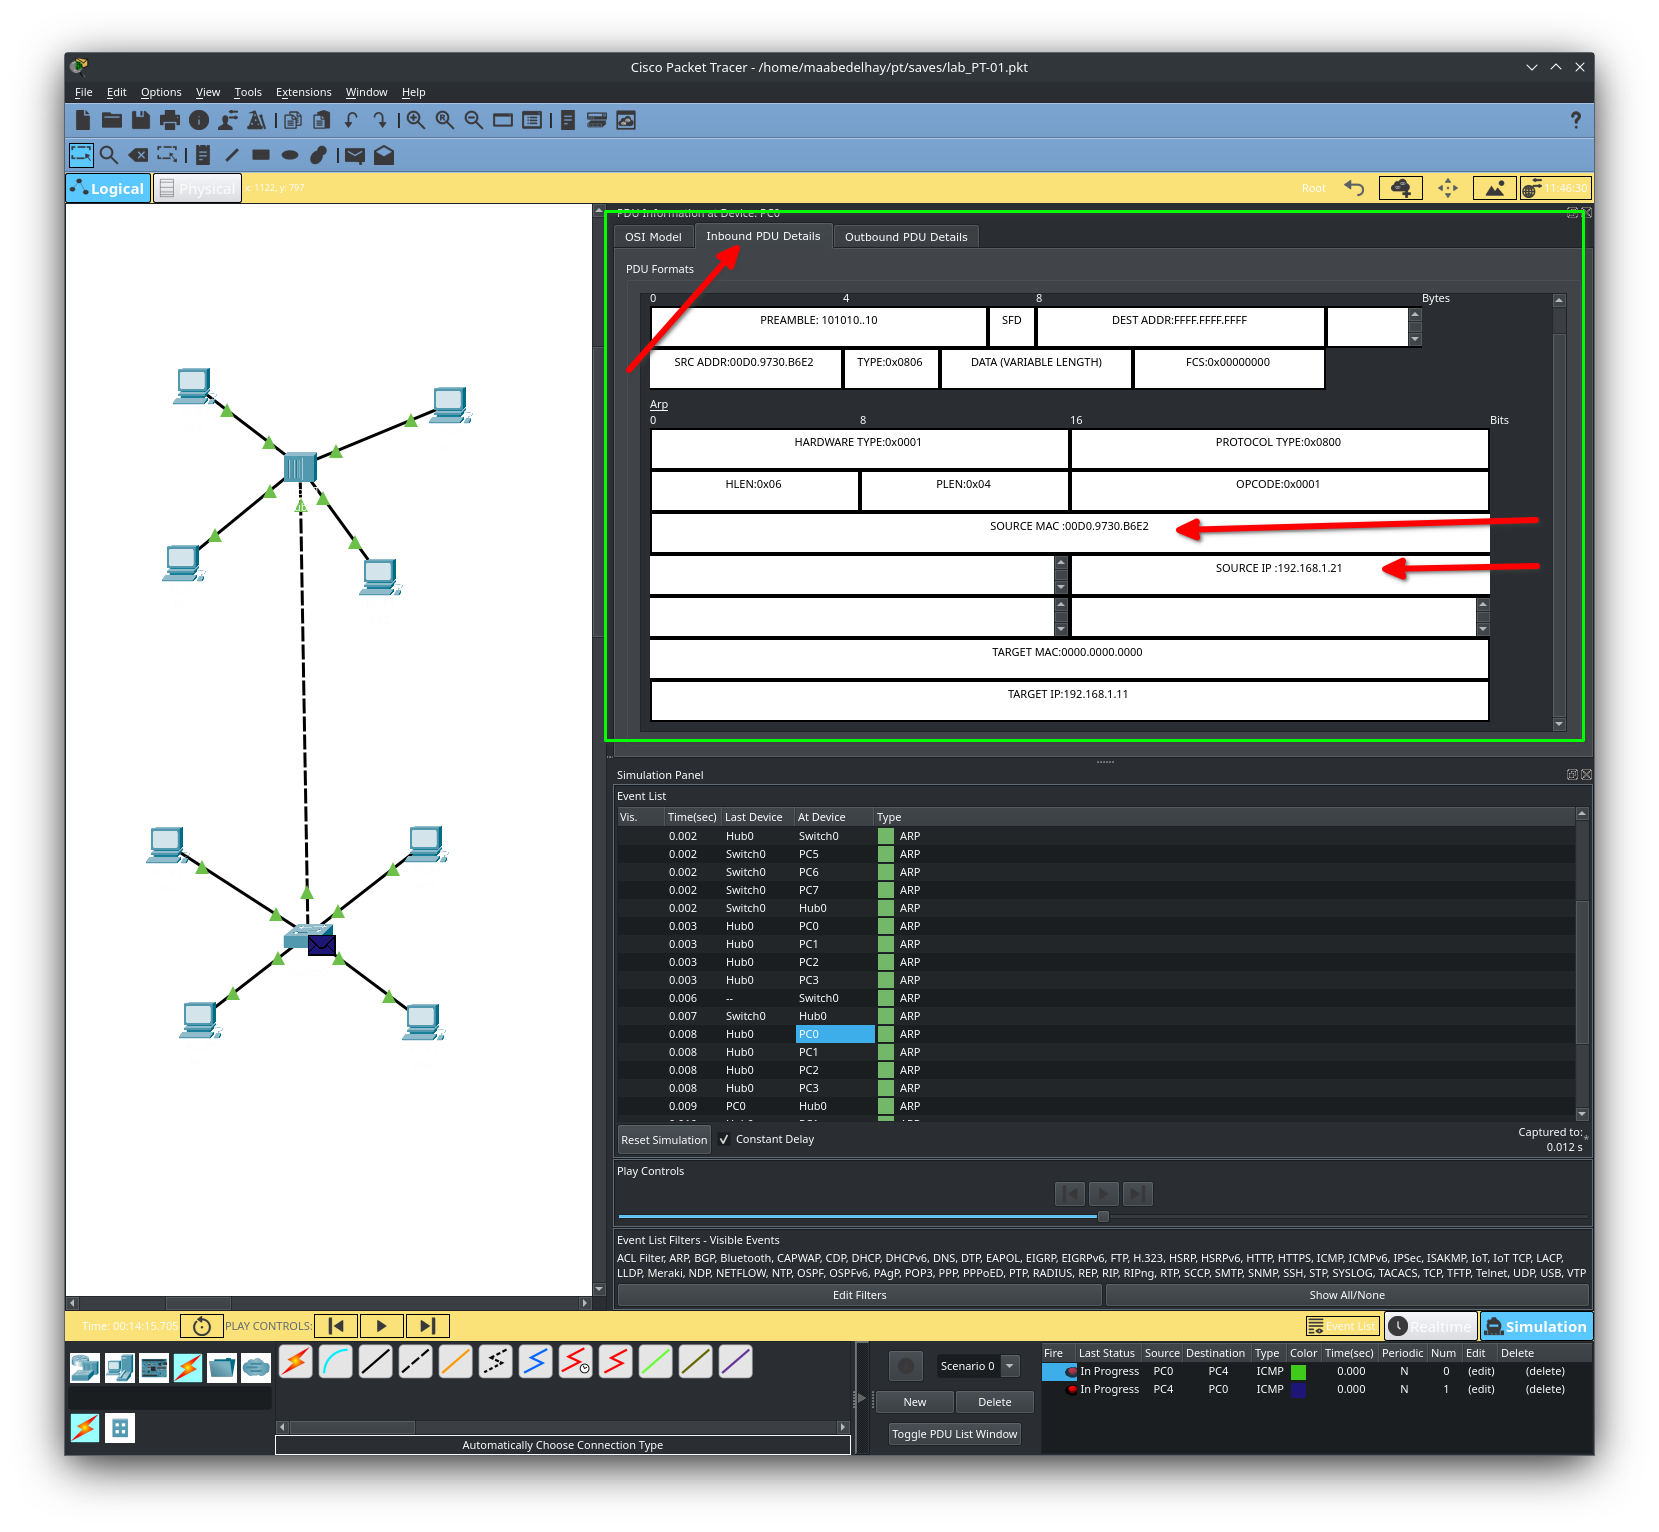 Cisco Packet Tracer - /home/maabedelhay/pt/saves/lab_PT-01.pkt
File Edit Options View Tools Extensions Window Help
Logical Physical x: 1122, y: 797 Root 11:46:30
PDU Information at Device: PC0
OSI Model Inbound PDU Details Outbound PDU Details
PDU Formats
0 4 8 Bytes
PREAMBLE: 101010..10 SFD DEST ADDR:FFFF.FFFF.FFFF
SRC ADDR:00D0.9730.B6E2 TYPE:0x0806 DATA (VARIABLE LENGTH) FCS:0x00000000
Arp
0 8 16 Bits
HARDWARE TYPE:0x0001 PROTOCOL TYPE:0x0800
HLEN:0x06 PLEN:0x04 OPCODE:0x0001
SOURCE MAC :00D0.9730.B6E2
SOURCE IP :192.168.1.21
TARGET MAC:0000.0000.0000
TARGET IP:192.168.1.11
Simulation Panel
Event List
Vis. Time(sec) Last Device At Device Type
0.002 Hub0 Switch0 ARP
0.002 Switch0 PC5 ARP
0.002 Switch0 PC6 ARP
0.002 Switch0 PC7 ARP
0.002 Switch0 Hub0 ARP
0.003 Hub0 PC0 ARP
0.003 Hub0 PC1 ARP
0.003 Hub0 PC2 ARP
0.003 Hub0 PC3 ARP
0.006 -- Switch0 ARP
0.007 Switch0 Hub0 ARP
0.008 Hub0 PC0 ARP
0.008 Hub0 PC1 ARP
0.008 Hub0 PC2 ARP
0.008 Hub0 PC3 ARP
0.009 PC0 Hub0 ARP
Reset Simulation Constant Delay Captured to: *
0.012 s
Play Controls
Event List Filters - Visible Events
ACL Filter, ARP, BGP, Bluetooth, CAPWAP, CDP, DHCP, DHCPv6, DNS, DTP, EAPOL, EIGRP, EIGRPv6, FTP, H.323, HSRP, HSRPv6, HTTP, HTTPS, ICMP, ICMPv6, IPSec, ISAKMP, IoT, IoT TCP, LACP,
LLDP, Meraki, NDP, NETFLOW, NTP, OSPF, OSPFv6, PAgP, POP3, PPP, PPPoED, PTP, RADIUS, REP, RIP, RIPng, RTP, SCCP, SMTP, SNMP, SSH, STP, SYSLOG, TACACS, TCP, TFTP, Telnet, UDP, USB, VTP
Edit Filters Show All/None
Time: 00:14:15.705 PLAY CONTROLS: Event List Realtime Simulation
Scenario 0
New Delete
Toggle PDU List Window
Fire Last Status Source Destination Type Color Time(sec) Periodic Num Edit Delete
In Progress PC0 PC4 ICMP 0.000 N 0 (edit) (delete)
In Progress PC4 PC0 ICMP 0.000 N 1 (edit) (delete)
Automatically Choose Connection Type